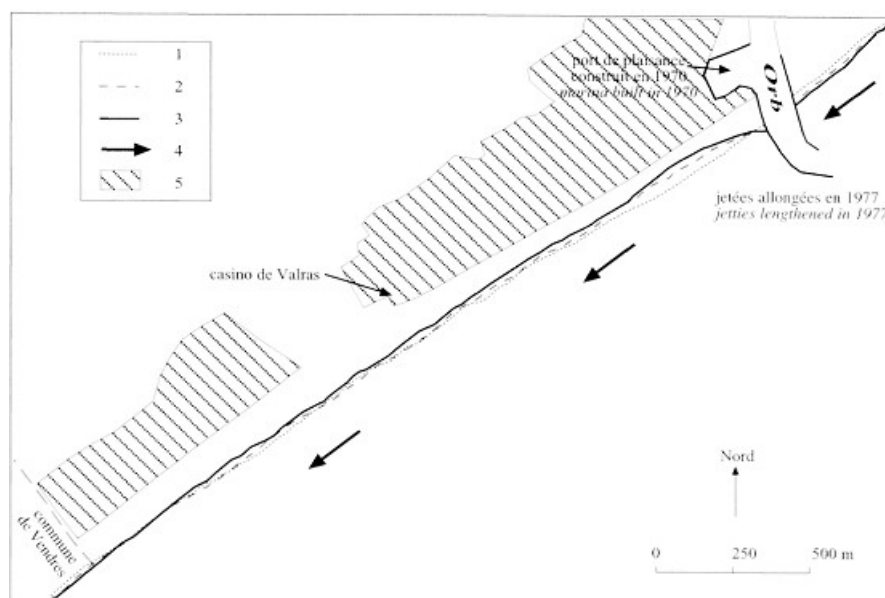 1
2
3
4
5
port de plaisance
construit en 1970
marina built in 1970
Orb
jetées allongées en 1977
jetties lengthened in 1977
casino de Valras
commune
de Vendres
Nord
0 250 500 m